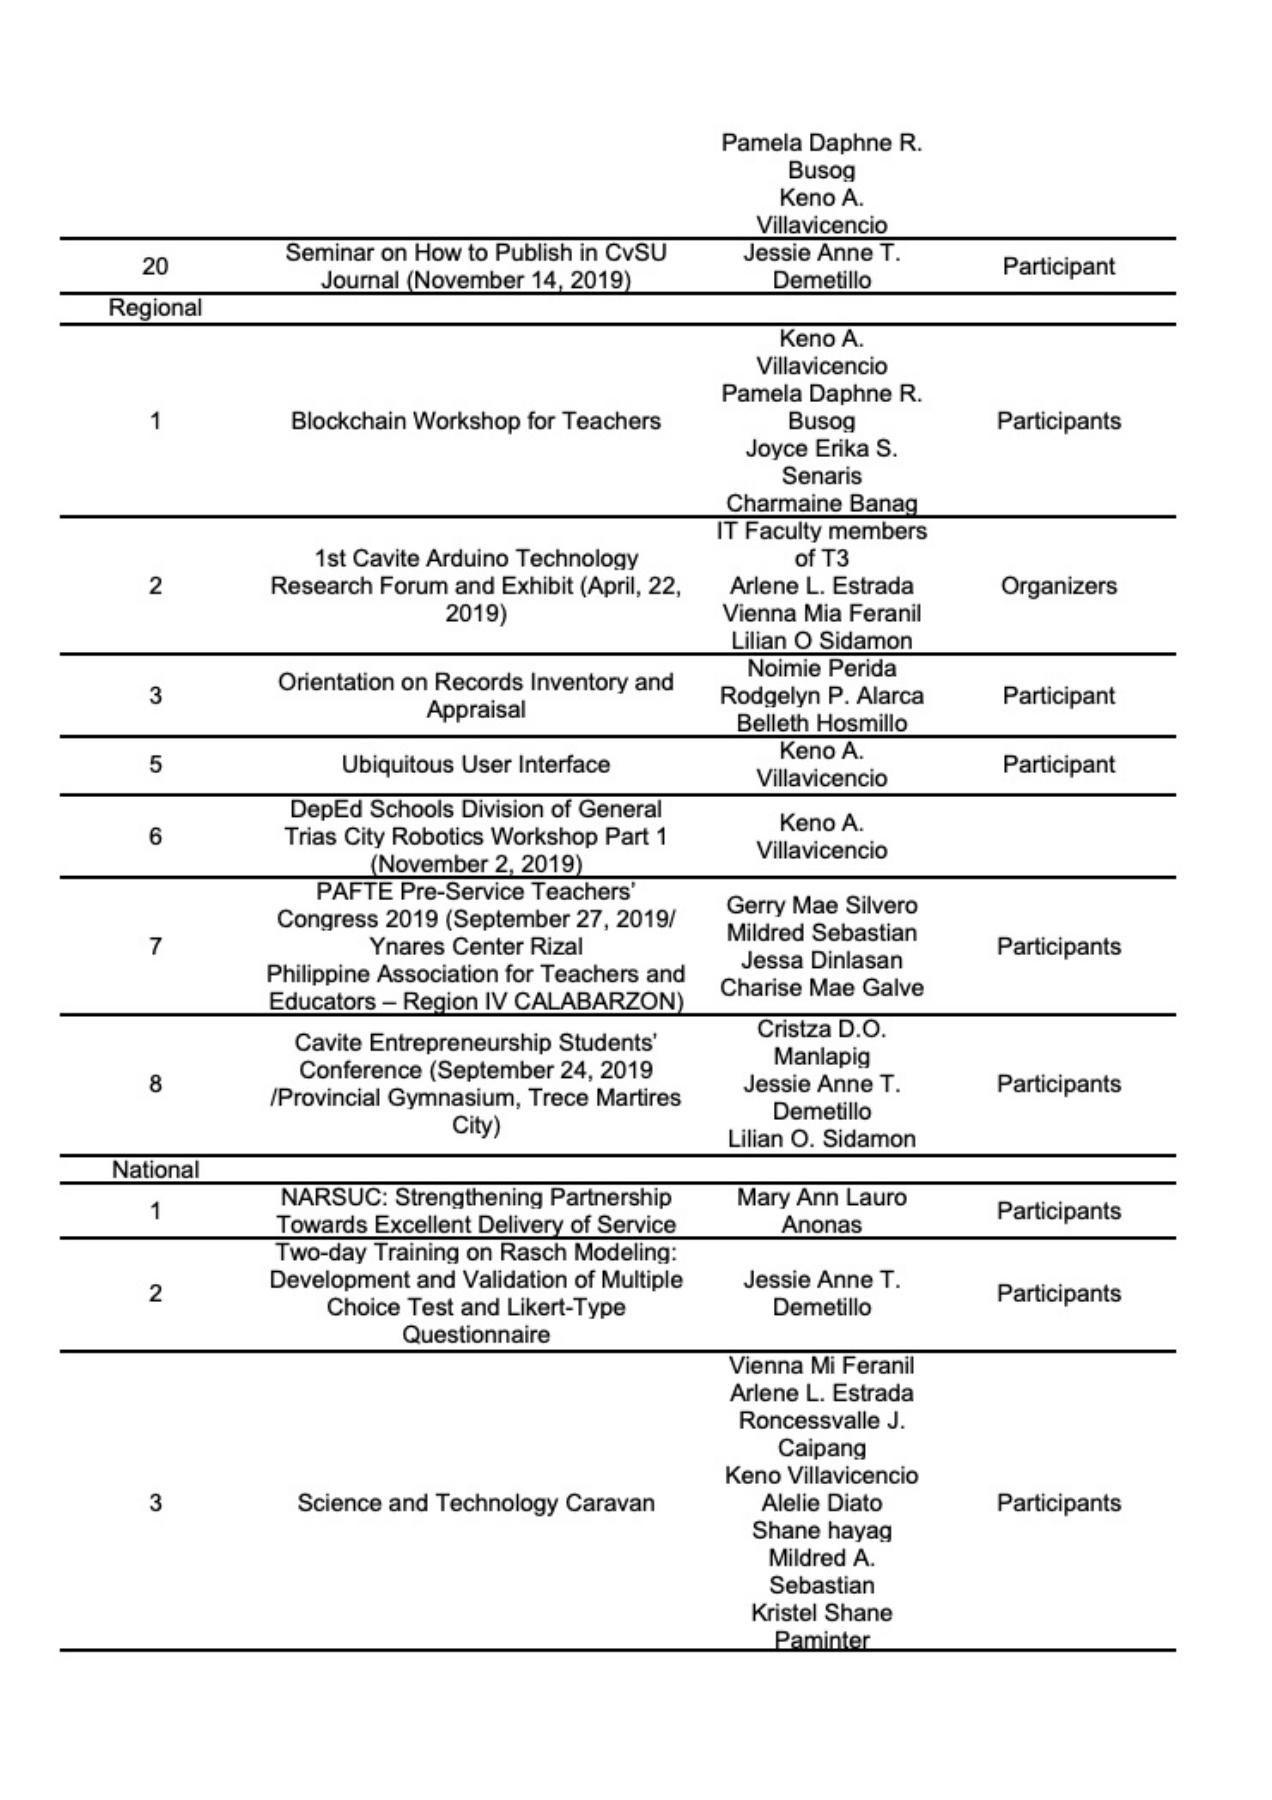 Pamela Daphne R.
Busog
Keno A.
Villavicencio
20
Seminar on How to Publish in CvSU
Journal (November 14, 2019)
Jessie Anne T.
Demetillo
Participant
Regional
1
Blockchain Workshop for Teachers
Keno A.
Villavicencio
Pamela Daphne R.
Busog
Joyce Erika S.
Senaris
Charmaine Banag
Participants
2
1st Cavite Arduino Technology
Research Forum and Exhibit (April, 22,
2019)
IT Faculty members
of T3
Arlene L. Estrada
Vienna Mia Feranil
Lilian O Sidamon
Organizers
3
Orientation on Records Inventory and
Appraisal
Noimie Perida
Rodgelyn P. Alarca
Belleth Hosmillo
Participant
5
Ubiquitous User Interface
Keno A.
Villavicencio
Participant
6
DepEd Schools Division of General
Trias City Robotics Workshop Part 1
(November 2, 2019)
Keno A.
Villavicencio
7
PAFTE Pre-Service Teachers’
Congress 2019 (September 27, 2019/
Ynares Center Rizal
Philippine Association for Teachers and
Educators – Region IV CALABARZON)
Gerry Mae Silvero
Mildred Sebastian
Jessa Dinlasan
Charise Mae Galve
Participants
8
Cavite Entrepreneurship Students’
Conference (September 24, 2019
/Provincial Gymnasium, Trece Martires
City)
Cristza D.O.
Manlapig
Jessie Anne T.
Demetillo
Lilian O. Sidamon
Participants
National
1
NARSUC: Strengthening Partnership
Towards Excellent Delivery of Service
Mary Ann Lauro
Anonas
Participants
2
Two-day Training on Rasch Modeling:
Development and Validation of Multiple
Choice Test and Likert-Type
Questionnaire
Jessie Anne T.
Demetillo
Participants
3
Science and Technology Caravan
Vienna Mi Feranil
Arlene L. Estrada
Roncessvalle J.
Caipang
Keno Villavicencio
Alelie Diato
Shane hayag
Mildred A.
Sebastian
Kristel Shane
Paminter
Participants